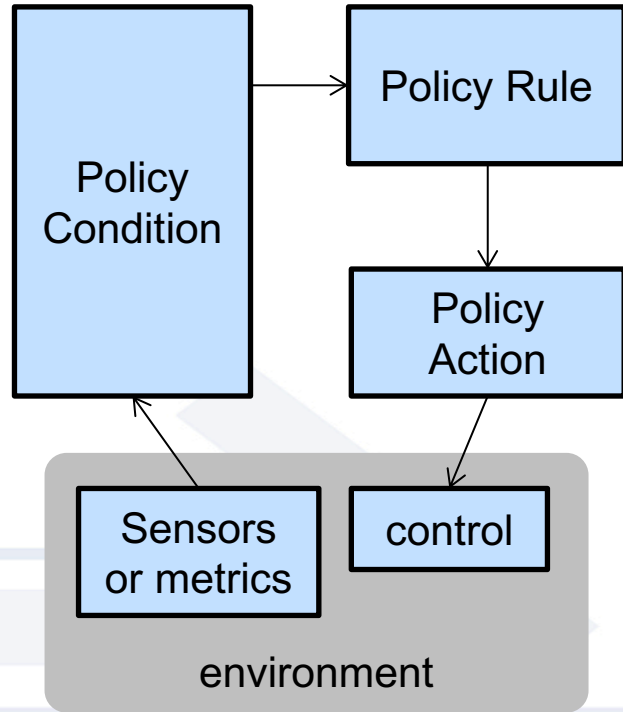 Policy
Condition
Policy Rule
Policy
Action
Sensors
or metrics
control
environment